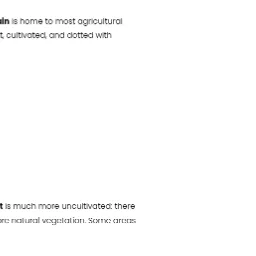 in is home to most agricultural
t, cultivated, and dotted with
t is much more uncultivated: there
re natural vegetation. Some areas